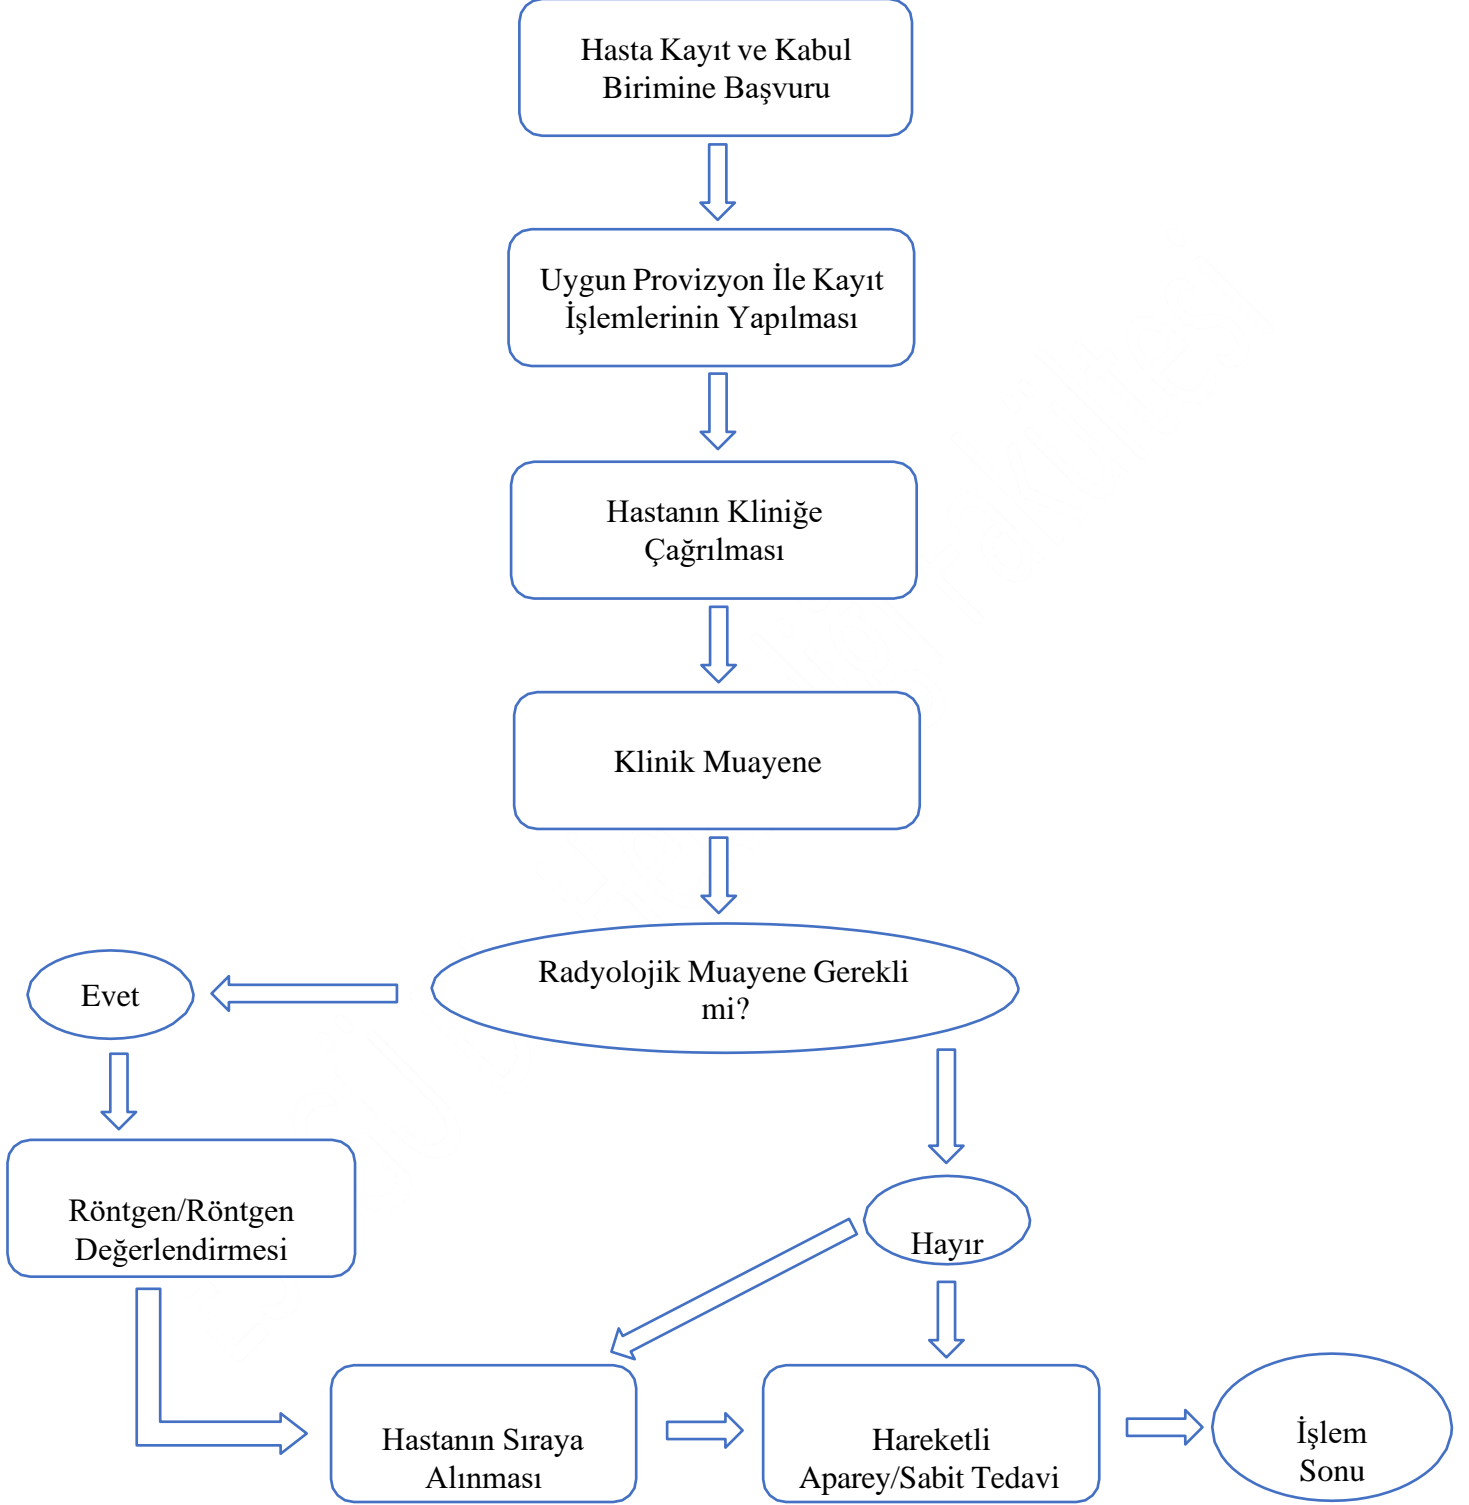 Hasta Kayıt ve Kabul
Birimine Başvuru
Uygun Provizyon İle Kayıt
İşlemlerinin Yapılması
Hastanın Kliniğe
Çağrılması
Klinik Muayene
Radyolojik Muayene Gerekli
mi?
Evet
Röntgen/Röntgen
Değerlendirmesi
Hayır
Hastanın Sıraya
Alınması
Hareketli
Aparey/Sabit Tedavi
İşlem
Sonu